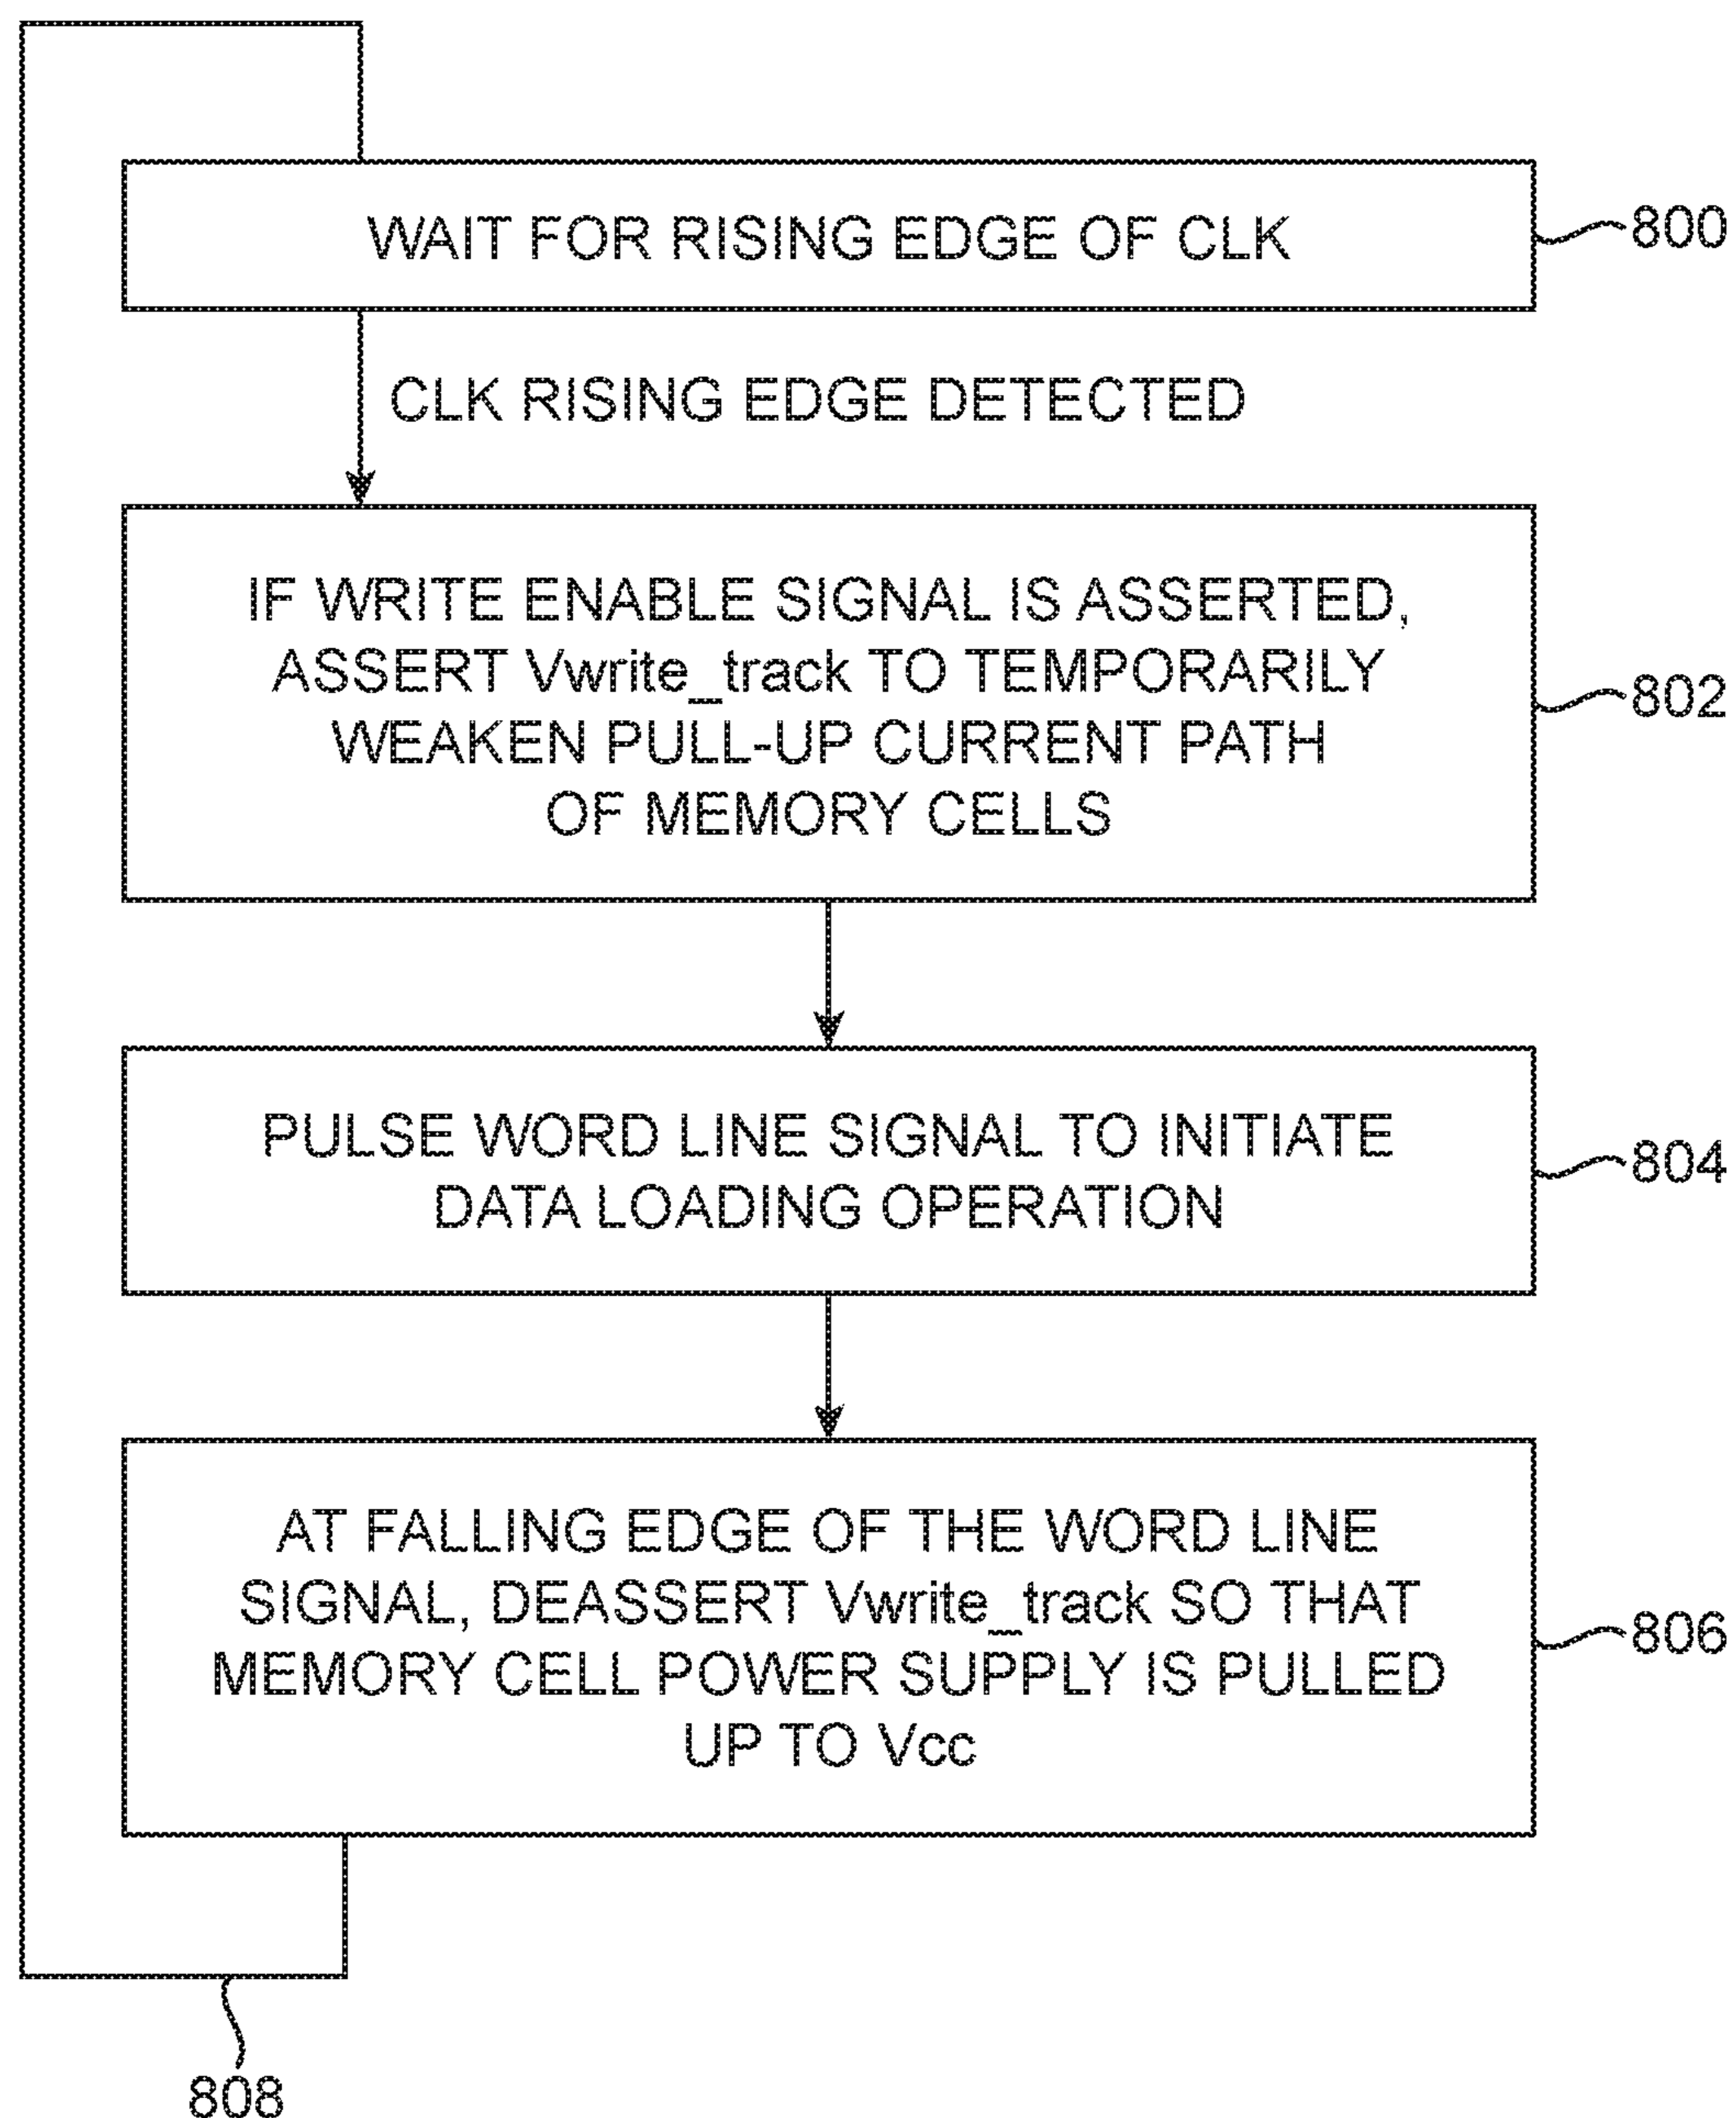 WAIT FOR RISING EDGE OF CLK
800
CLK RISING EDGE DETECTED
IF WRITE ENABLE SIGNAL IS ASSERTED,
ASSERT Vwrite_track TO TEMPORARILY
WEAKEN PULL-UP CURRENT PATH
OF MEMORY CELLS
802
PULSE WORD LINE SIGNAL TO INITIATE
DATA LOADING OPERATION
804
AT FALLING EDGE OF THE WORD LINE
SIGNAL, DEASSERT Vwrite_track SO THAT
MEMORY CELL POWER SUPPLY IS PULLED
UP TO Vcc
806
808